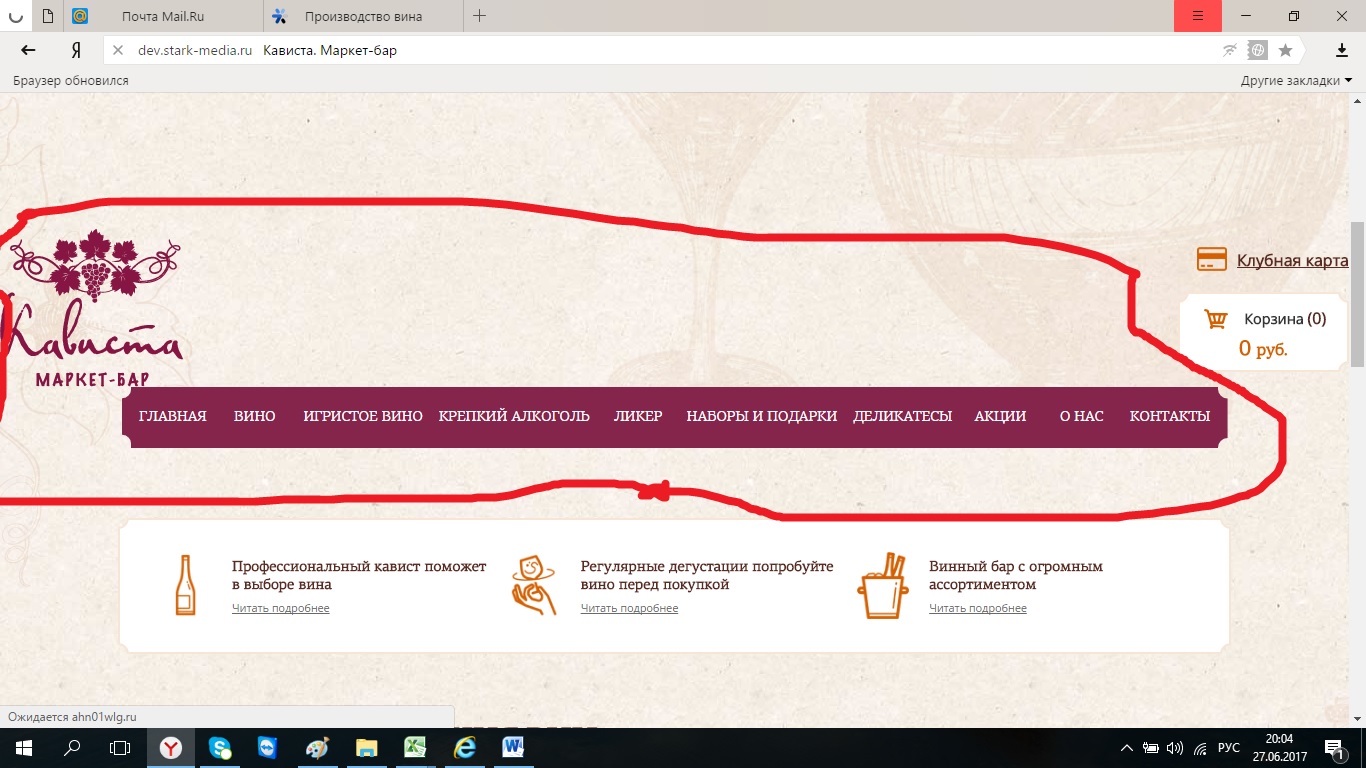 Почта Mail.Ru
Производство вина
Я
dev.stark-media.ru Кависта. Маркет-бар
Браузер обновился
Другие закладки
Кависта
МАРКЕТ-БАР
Клубная карта
Корзина (0)
0 руб.
ГЛАВНАЯ ВИНО ИГРИСТОЕ ВИНО КРЕПКИЙ АЛКОГОЛЬ ЛИКЕР НАБОРЫ И ПОДАРКИ ДЕЛИКАТЕСЫ АКЦИИ О НАС КОНТАКТЫ
Профессиональный кавист поможет
в выборе вина
Читать подробнее
Регулярные дегустации попробуйте
вино перед покупкой
Читать подробнее
Винный бар с огромным
ассортиментом
Читать подробнее
Ожидается ahn01wlg.ru
РУС
20:04
27.06.2017
1